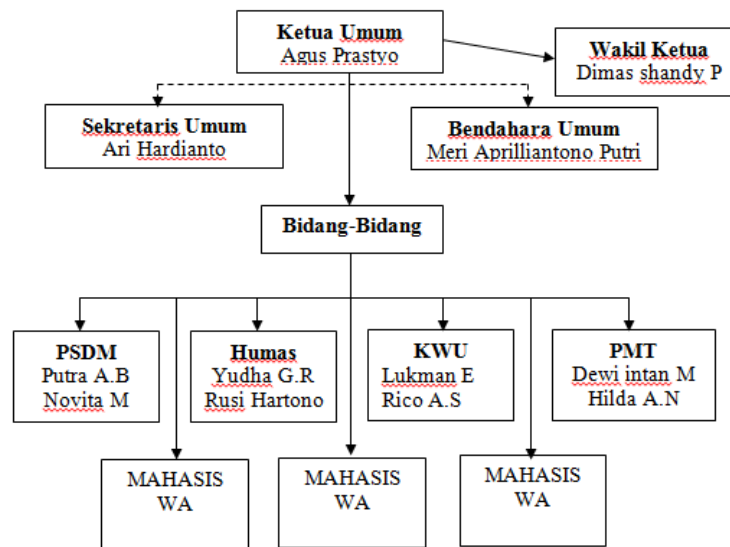 Ketua Umum
Agus Prastyo
Wakil Ketua
Dimas shandy P
Sekretaris Umum
Ari Hardianto
Bendahara Umum
Meri Aprilliantono Putri
Bidang-Bidang
PSDM
Putra A.B
Novita M
Humas
Yudha G.R
Rusi Hartono
KWU
Lukman E
Rico A.S
PMT
Dewi intan M
Hilda A.N
MAHASIS
WA
MAHASIS
WA
MAHASIS
WA